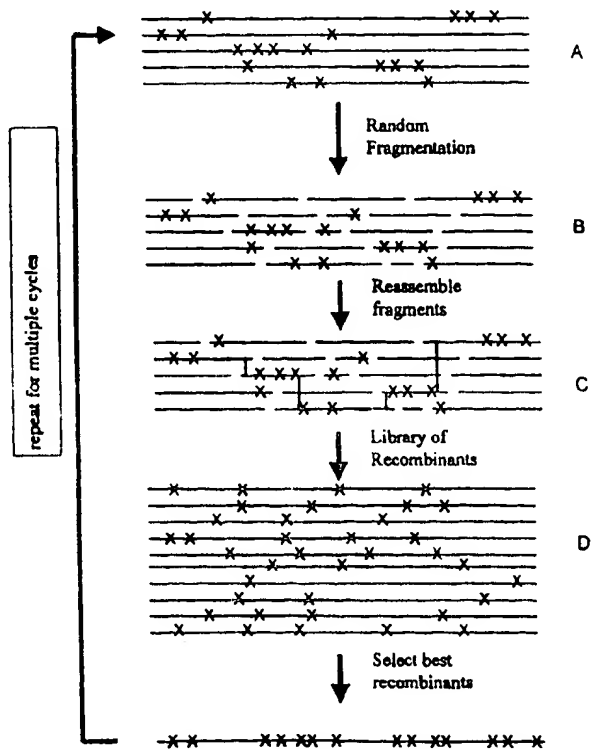 A
Random
Fragmentation
B
Reassemble
fragments
repeat for multiple cycles
C
Library of
Recombinants
D
Select best
recombinants